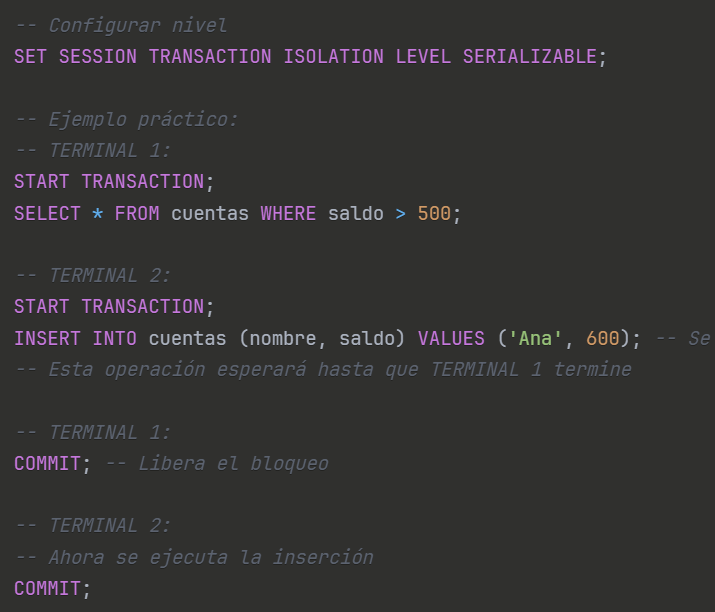 -- Configurar nivel
SET SESSION TRANSACTION ISOLATION LEVEL SERIALIZABLE;
-- Ejemplo práctico:
-- TERMINAL 1:
START TRANSACTION;
SELECT * FROM cuentas WHERE saldo > 500;
-- TERMINAL 2:
START TRANSACTION;
INSERT INTO cuentas (nombre, saldo) VALUES ('Ana', 600); -- Se
-- Esta operación esperará hasta que TERMINAL 1 termine
-- TERMINAL 1:
COMMIT; -- Libera el bloqueo
-- TERMINAL 2:
-- Ahora se ejecuta la inserción
COMMIT;